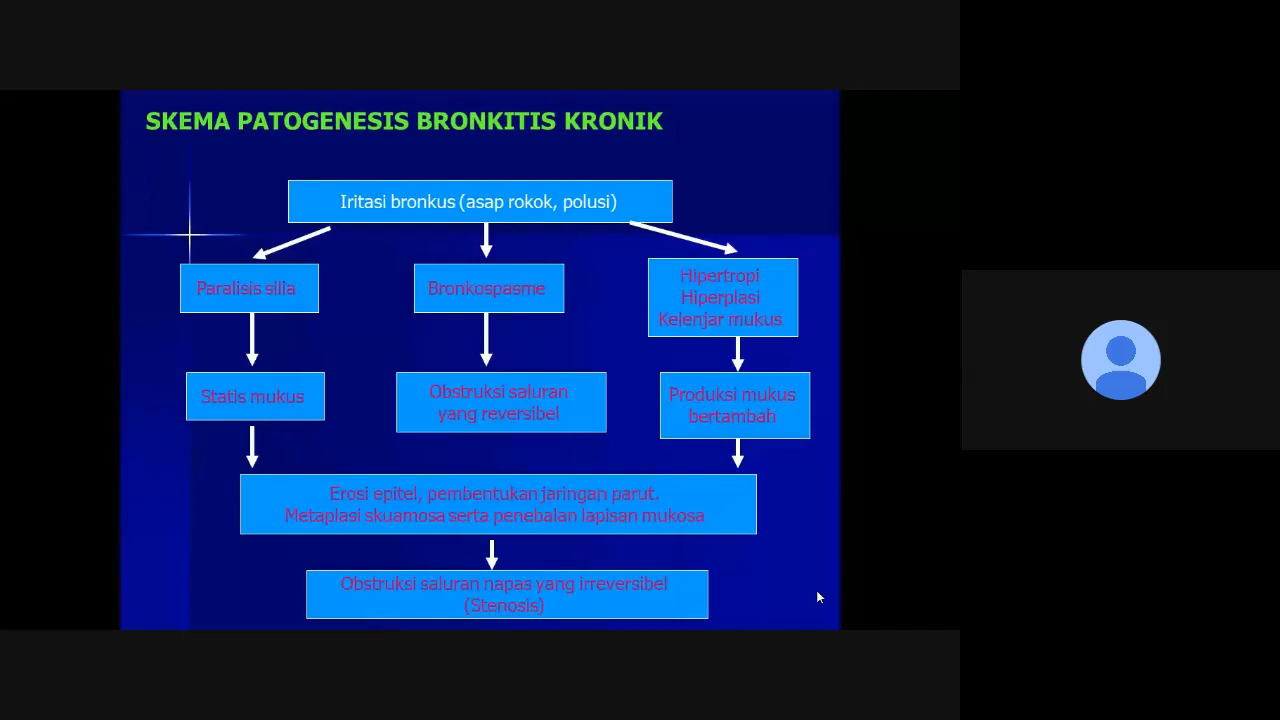 SKEMA PATOGENESIS BRONKITIS KRONIK
Iritasi bronkus (asap rokok, polusi)
Paralisis silia
Bronkospasme
Hipertropi
Hiperplasi
Kelenjar mukus
Statis mukus
Obstruksi saluran
yang reversibel
Produksi mukus
bertambah
Erosi epitel, pembentukan jaringan parut.
Metaplasi skuamosa serta penebalan lapisan mukosa
Obstruksi saluran napas yang irreversibel
(Stenosis)